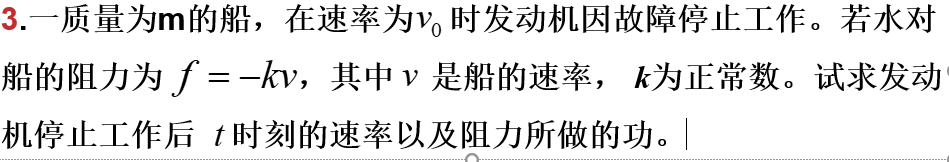 3.一质量为m的船，在速率为v₀ 时发动机因故障停止工作。若水对
船的阻力为 f = −kv，其中 v 是船的速率， k为正常数。试求发动
机停止工作后 t 时刻的速率以及阻力所做的功。